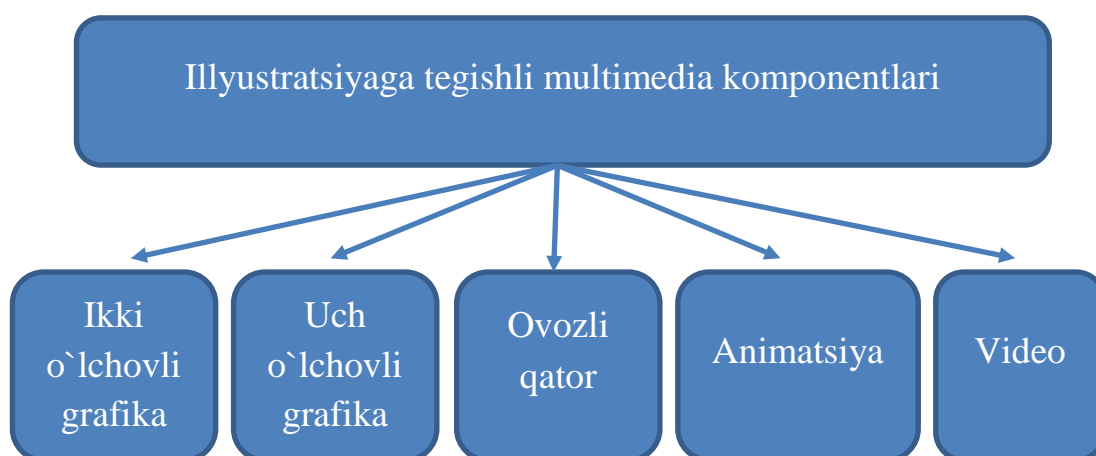 Illyustratsiyaga tegishli multimedia komponentlari
Ikki
o`lchovli
grafika
Uch
o`lchovli
grafika
Ovozli
qator
Animatsiya
Video